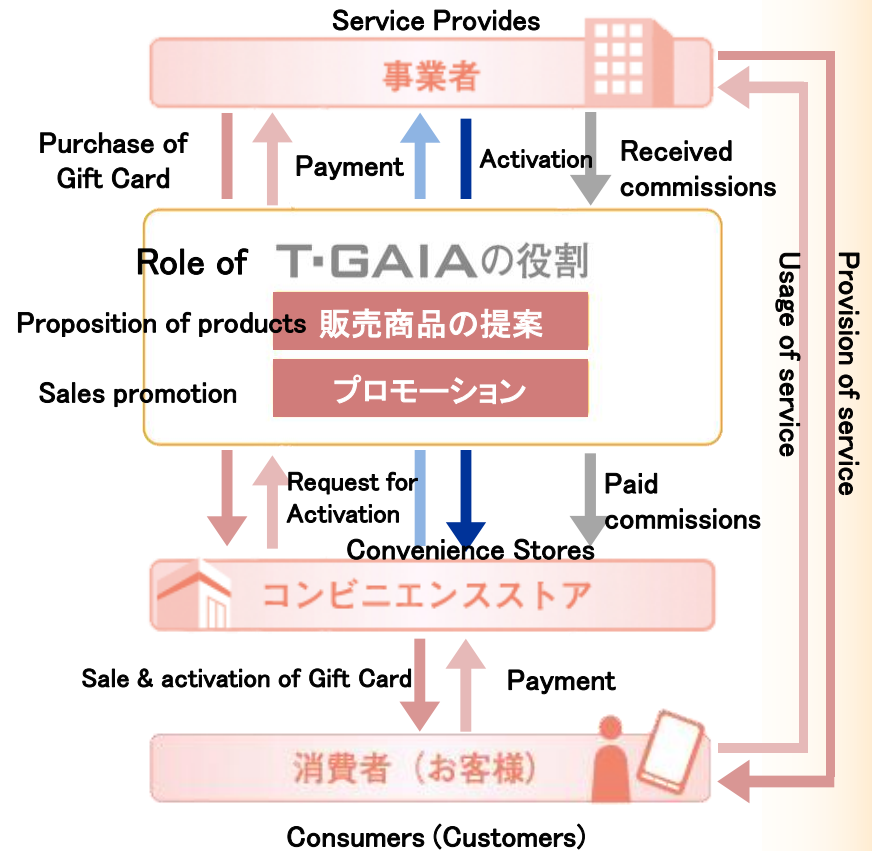 Service Provides
事業者
Purchase of
Gift Card
Payment
Activation
Received
commissions
Role of T-GAIAの役割
Proposition of products 販売商品の提案
Sales promotion プロモーション
Usage of service
Provision of service
Request for
Activation
Paid
commissions
Convenience Stores
コンビニエンスストア
Sale & activation of Gift Card
Payment
消費者（お客様）
Consumers (Customers)